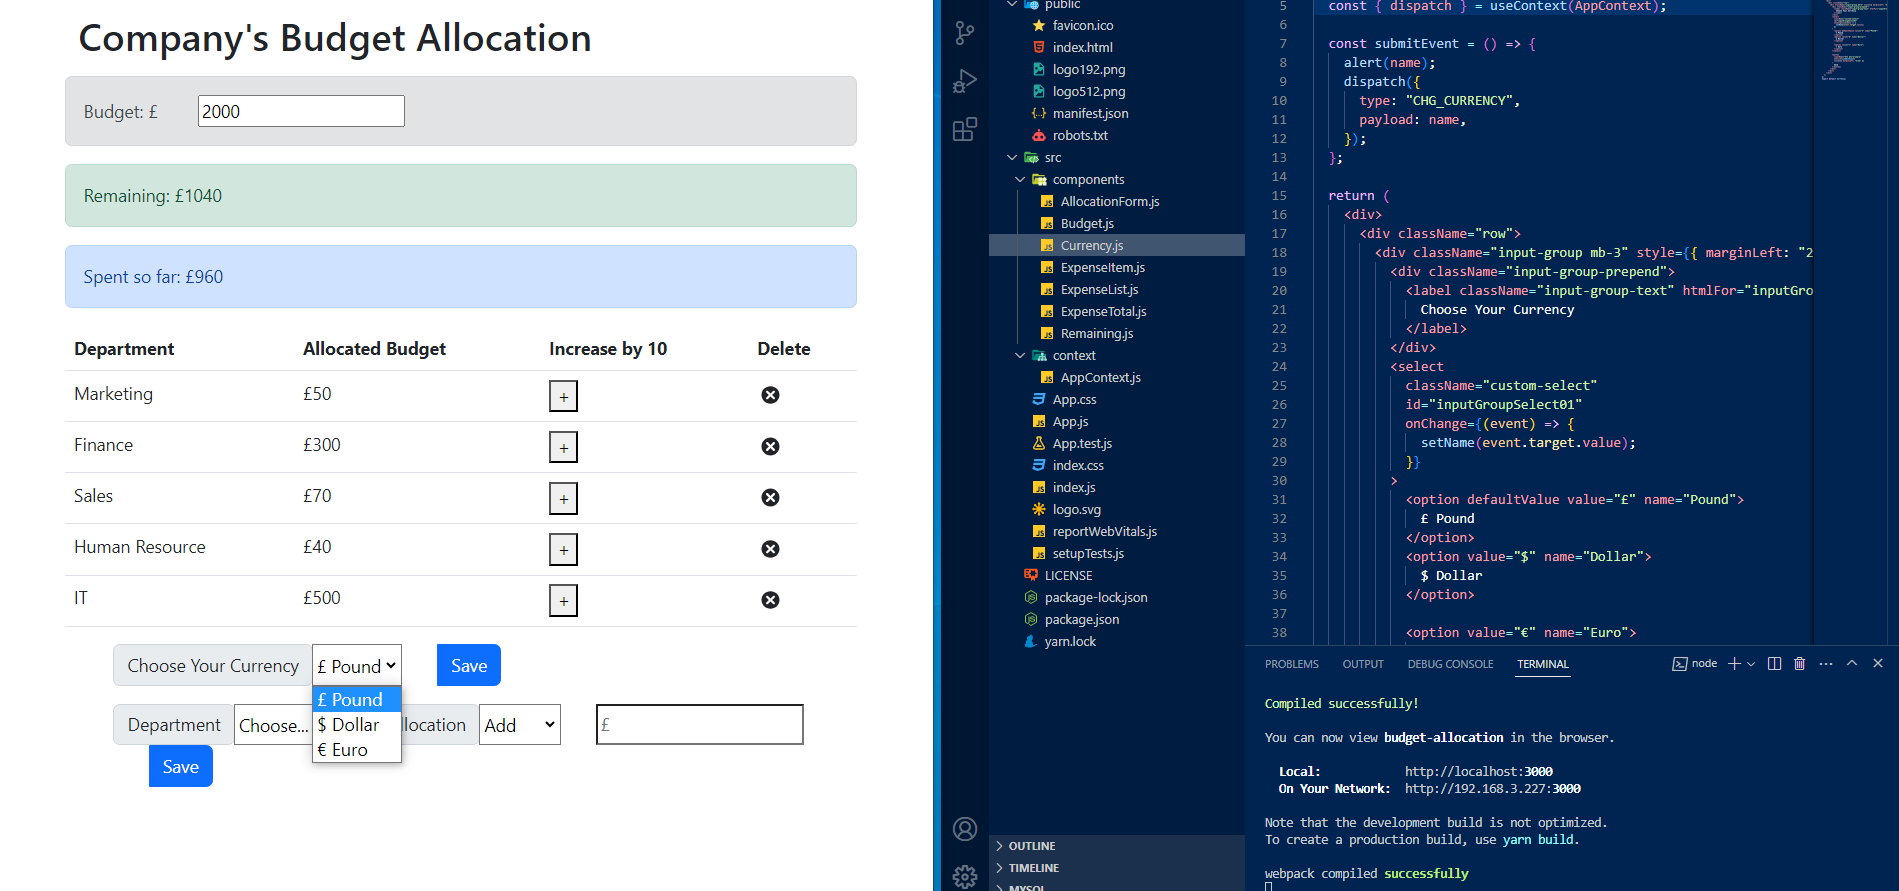 Company's Budget Allocation
Budget: £ 2000
Remaining: £1040
Spent so far: £960
Department Allocated Budget Increase by 10 Delete
Marketing £50 +
Finance £300 +
Sales £70 +
Human Resource £40 +
IT £500 +
Choose Your Currency £ Pound Save
£ Pound
$ Dollar
€ Euro
Department Choose... llocation Add £
Save
public
favicon.ico
index.html
logo192.png
logo512.png
manifest.json
robots.txt
src
components
AllocationForm.js
Budget.js
Currency.js
ExpenseItem.js
ExpenseList.js
ExpenseTotal.js
Remaining.js
context
AppContext.js
App.css
App.js
App.test.js
index.css
index.js
logo.svg
reportWebVitals.js
setupTests.js
LICENSE
package-lock.json
package.json
yarn.lock
OUTLINE
TIMELINE
MYSQL
5 const { dispatch } = useContext(AppContext);
6
7 const submitEvent = () => {
8 alert(name);
9 dispatch({
10 type: "CHG_CURRENCY",
11 payload: name,
12 });
13 };
14
15 return (
16 <div>
17 <div className="row">
18 <div className="input-group mb-3" style={{ marginLeft: "2
19 <div className="input-group-prepend">
20 <label className="input-group-text" htmlFor="inputGro
21 Choose Your Currency
22 </label>
23 </div>
24 <select
25 className="custom-select"
26 id="inputGroupSelect01"
27 onChange={(event) => {
28 setName(event.target.value);
29 }}
30 >
31 <option defaultValue value="£" name="Pound">
32 £ Pound
33 </option>
34 <option value="$" name="Dollar">
35 $ Dollar
36 </option>
37
38 <option value="€" name="Euro">
PROBLEMS OUTPUT DEBUG CONSOLE TERMINAL node
Compiled successfully!
You can now view budget-allocation in the browser.
Local: http://localhost:3000
On Your Network: http://192.168.3.227:3000
Note that the development build is not optimized.
To create a production build, use yarn build.
webpack compiled successfully